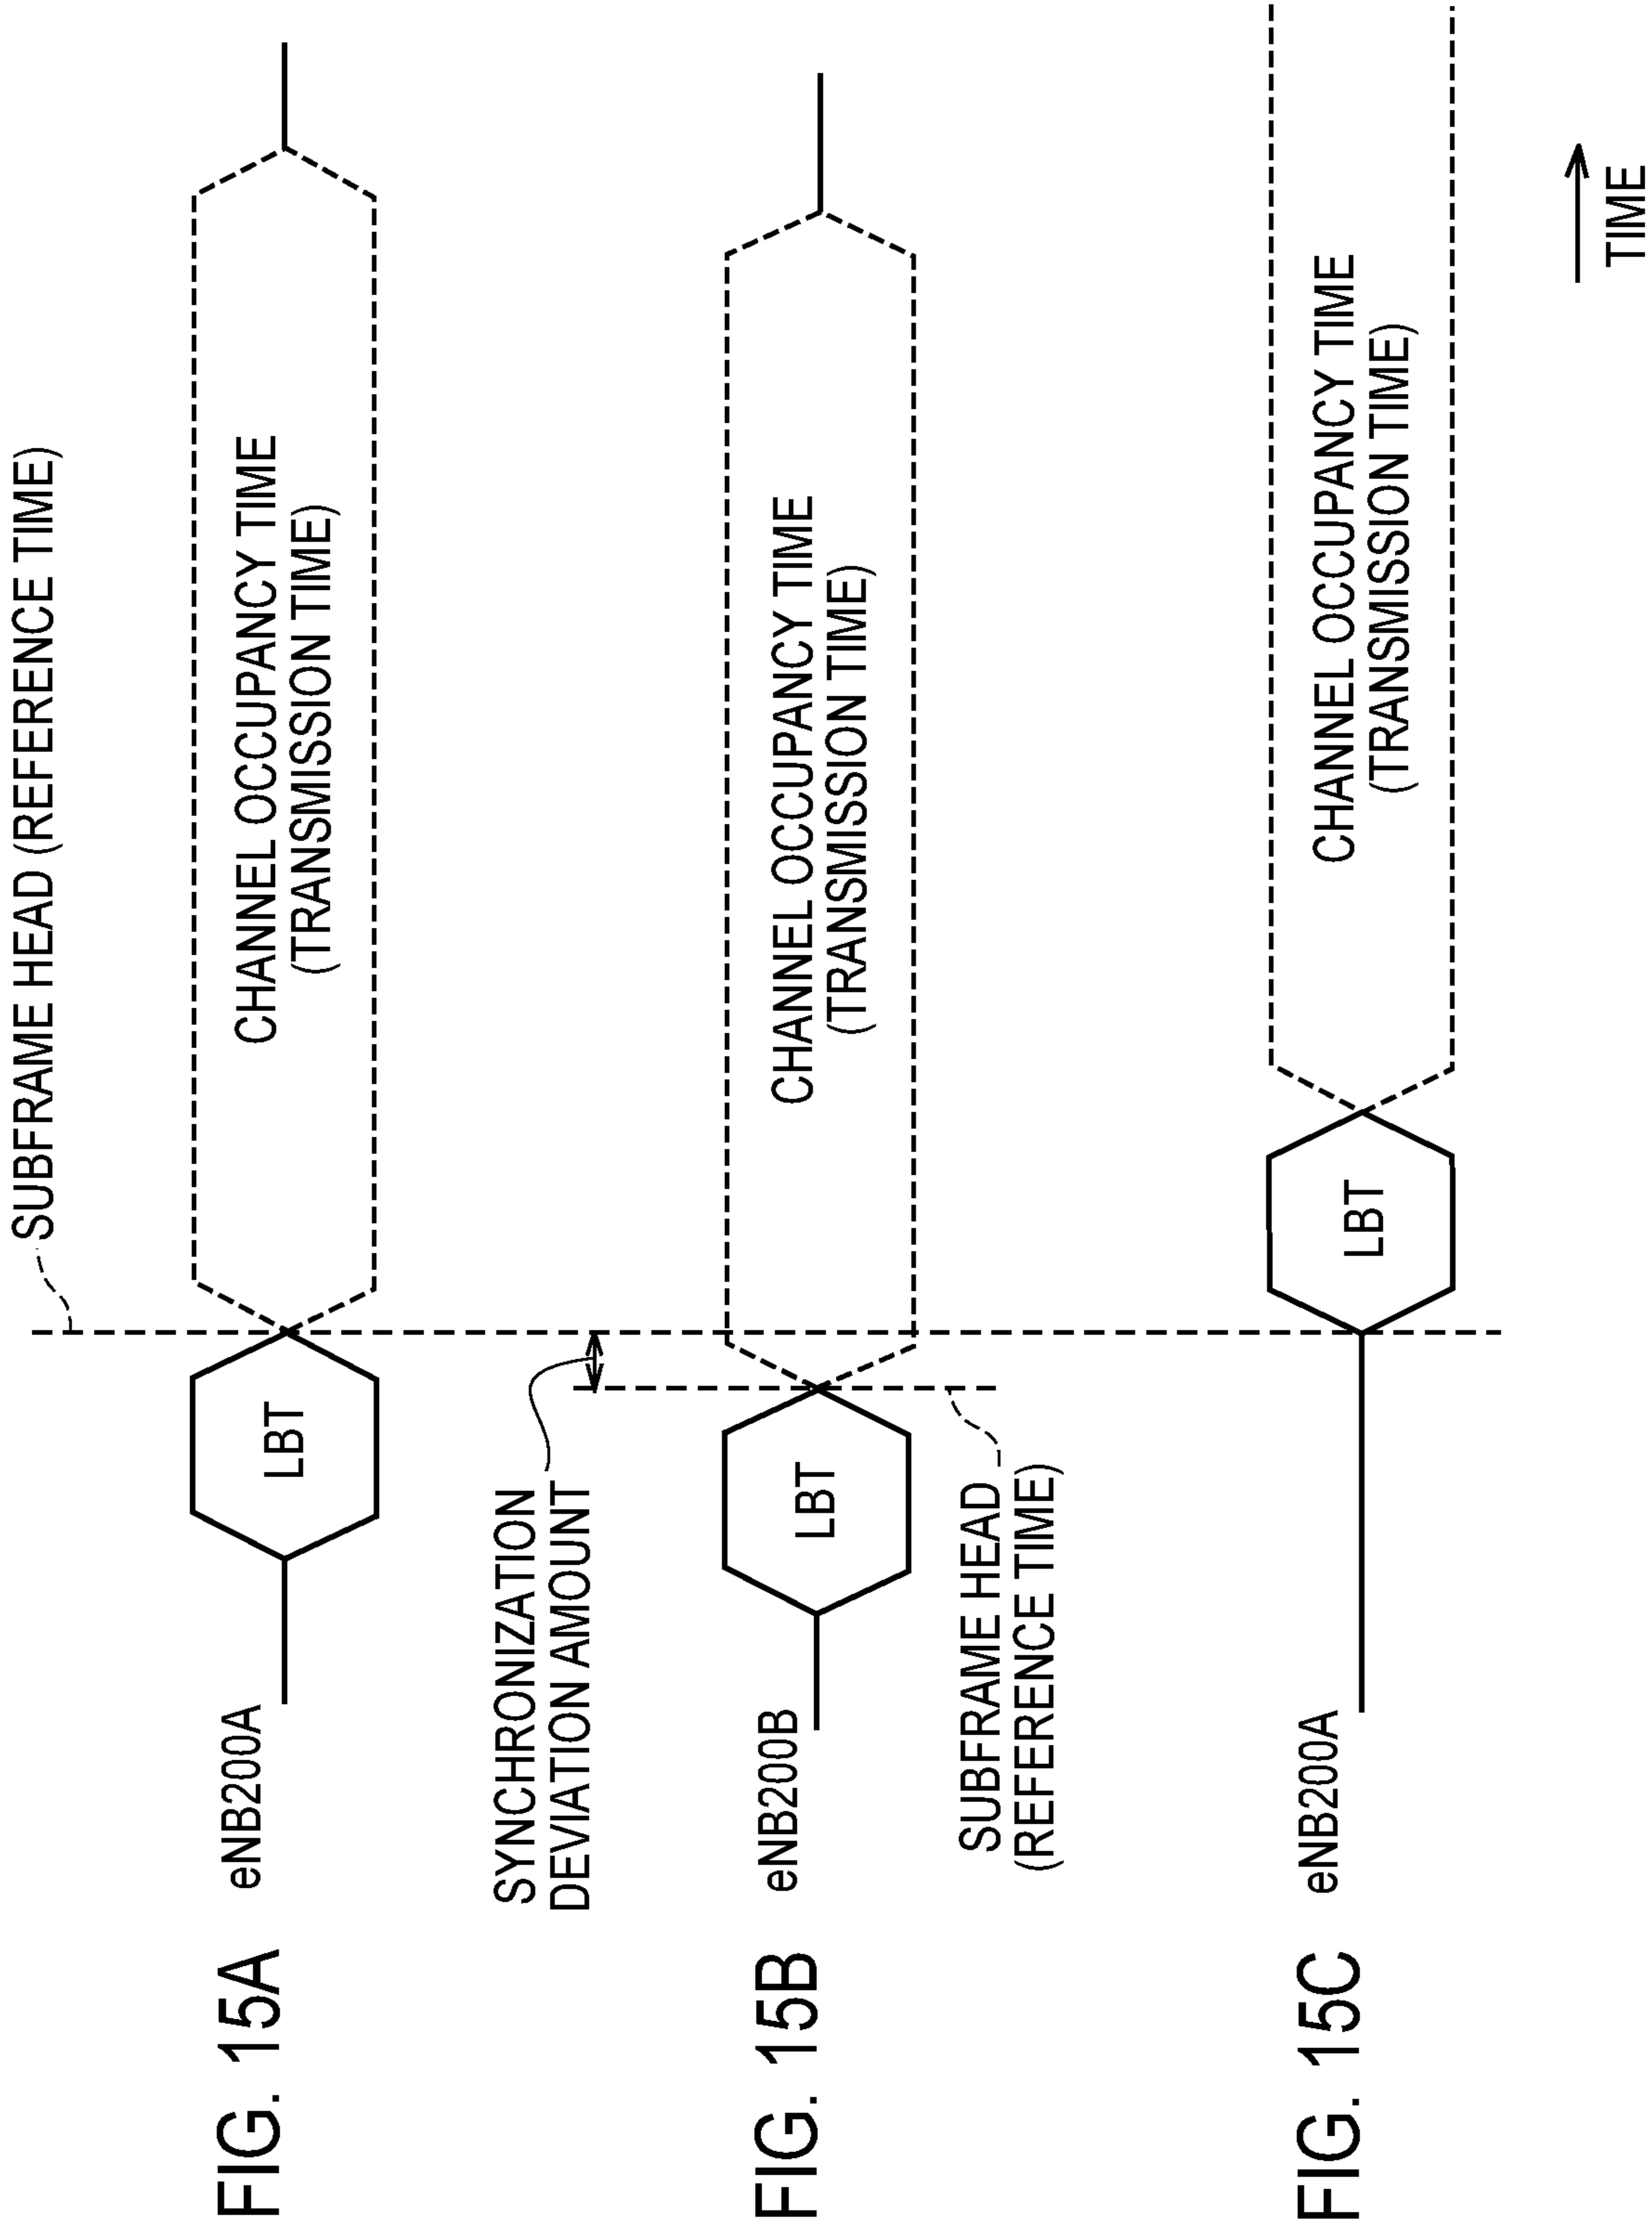 SUBFRAME HEAD (REFERENCE TIME)
FIG. 15A
eNB200A
LBT
CHANNEL OCCUPANCY TIME
(TRANSMISSION TIME)
SYNCHRONIZATION
DEVIATION AMOUNT
FIG. 15B
eNB200B
LBT
CHANNEL OCCUPANCY TIME
(TRANSMISSION TIME)
SUBFRAME HEAD
(REFERENCE TIME)
FIG. 15C
eNB200A
LBT
CHANNEL OCCUPANCY TIME
(TRANSMISSION TIME)
TIME